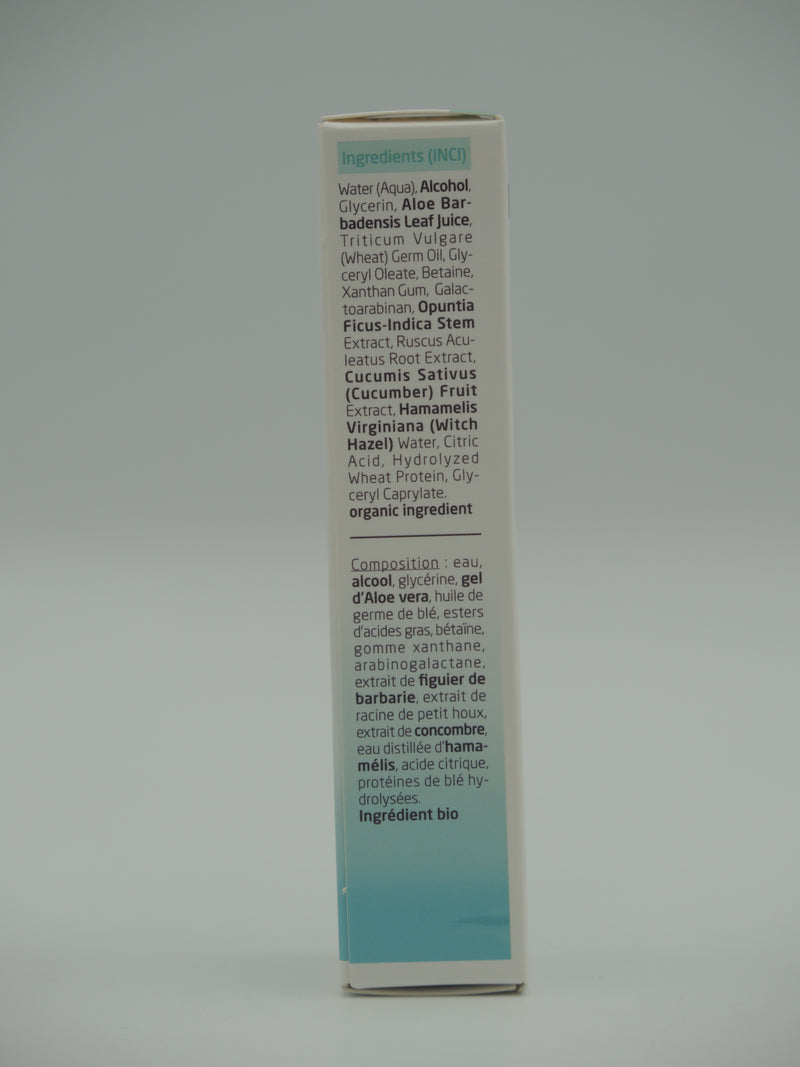 Ingredients (INCI)
Water (Aqua), Alcohol,
Glycerin, Aloe Bar-
badensis Leaf Juice,
Triticum Vulgare
(Wheat) Germ Oil, Gly-
ceryl Oleate, Betaine,
Xanthan Gum, Galac-
toarabinan, Opuntia
Ficus-Indica Stem
Extract, Ruscus Acu-
leatus Root Extract,
Cucumis Sativus
(Cucumber) Fruit
Extract, Hamamelis
Virginiana (Witch
Hazel) Water, Citric
Acid, Hydrolyzed
Wheat Protein, Gly-
ceryl Caprylate.
organic ingredient
Composition : eau,
alcool, glycérine, gel
d'Aloe vera, huile de
germe de blé, esters
d'acides gras, bétaïne,
gomme xanthane,
arabinogalactane,
extrait de figuier de
barbarie, extrait de
racine de petit houx,
extrait de concombre,
eau distillée d'hama-
mélis, acide citrique,
protéines de blé hy-
drolysées.
Ingrédient bio